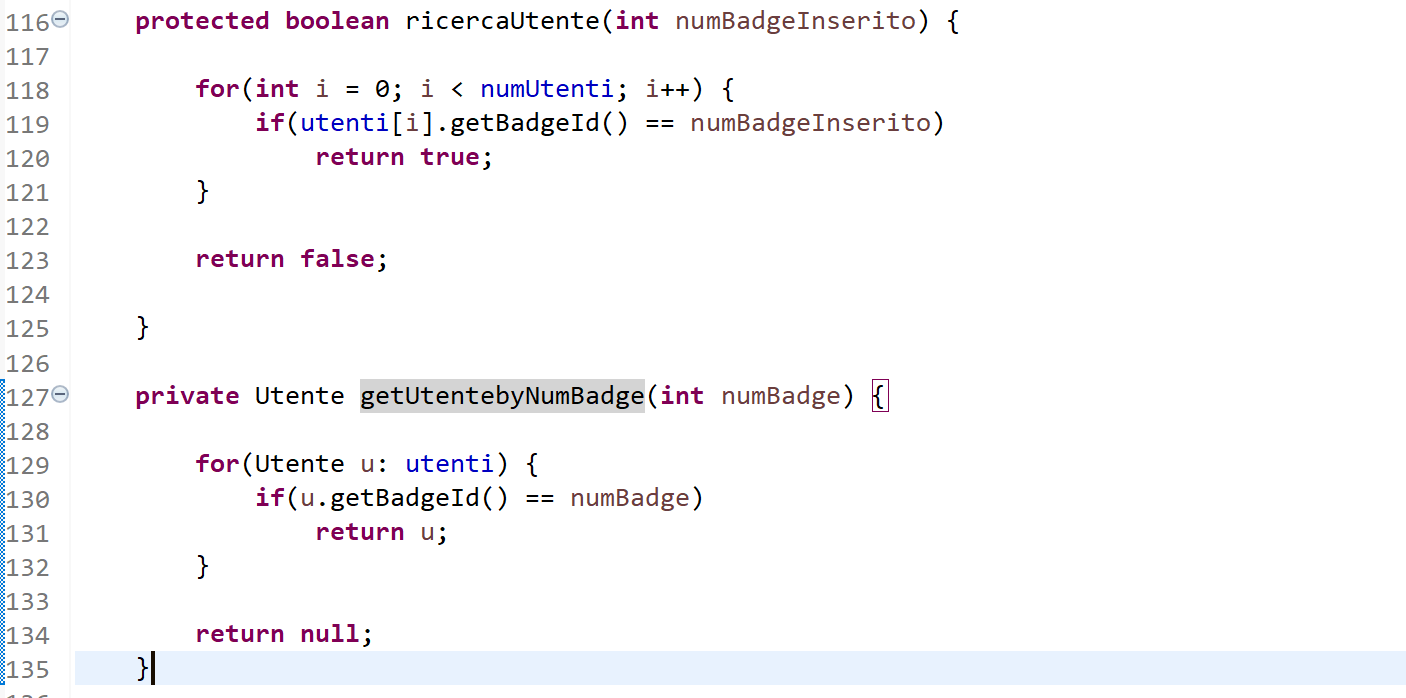 116 protected boolean ricercaUtente(int numBadgeInserito) {
117
118 for(int i = 0; i < numUtenti; i++) {
119 if(utenti[i].getBadgeId() == numBadgeInserito)
120 return true;
121 }
122
123 return false;
124
125 }
126
127 private Utente getUtentebyNumBadge(int numBadge) {
128
129 for(Utente u: utenti) {
130 if(u.getBadgeId() == numBadge)
131 return u;
132 }
133
134 return null;
135 }